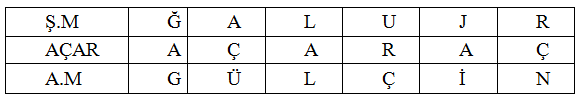 Ş.M Ğ A L U J R
AÇAR A Ç A R A Ç
A.M G Ü L Ç İ N